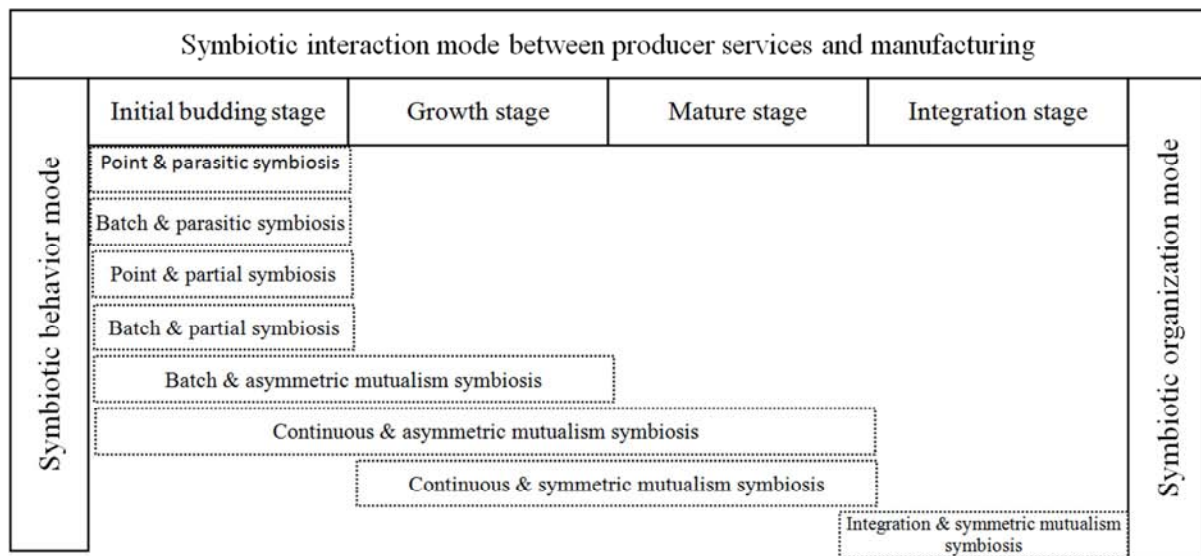 Symbiotic interaction mode between producer services and manufacturing
Symbiotic behavior mode
Initial budding stage
Growth stage
Mature stage
Integration stage
Symbiotic organization mode
Point & parasitic symbiosis
Batch & parasitic symbiosis
Point & partial symbiosis
Batch & partial symbiosis
Batch & asymmetric mutualism symbiosis
Continuous & asymmetric mutualism symbiosis
Continuous & symmetric mutualism symbiosis
Integration & symmetric mutualism
symbiosis